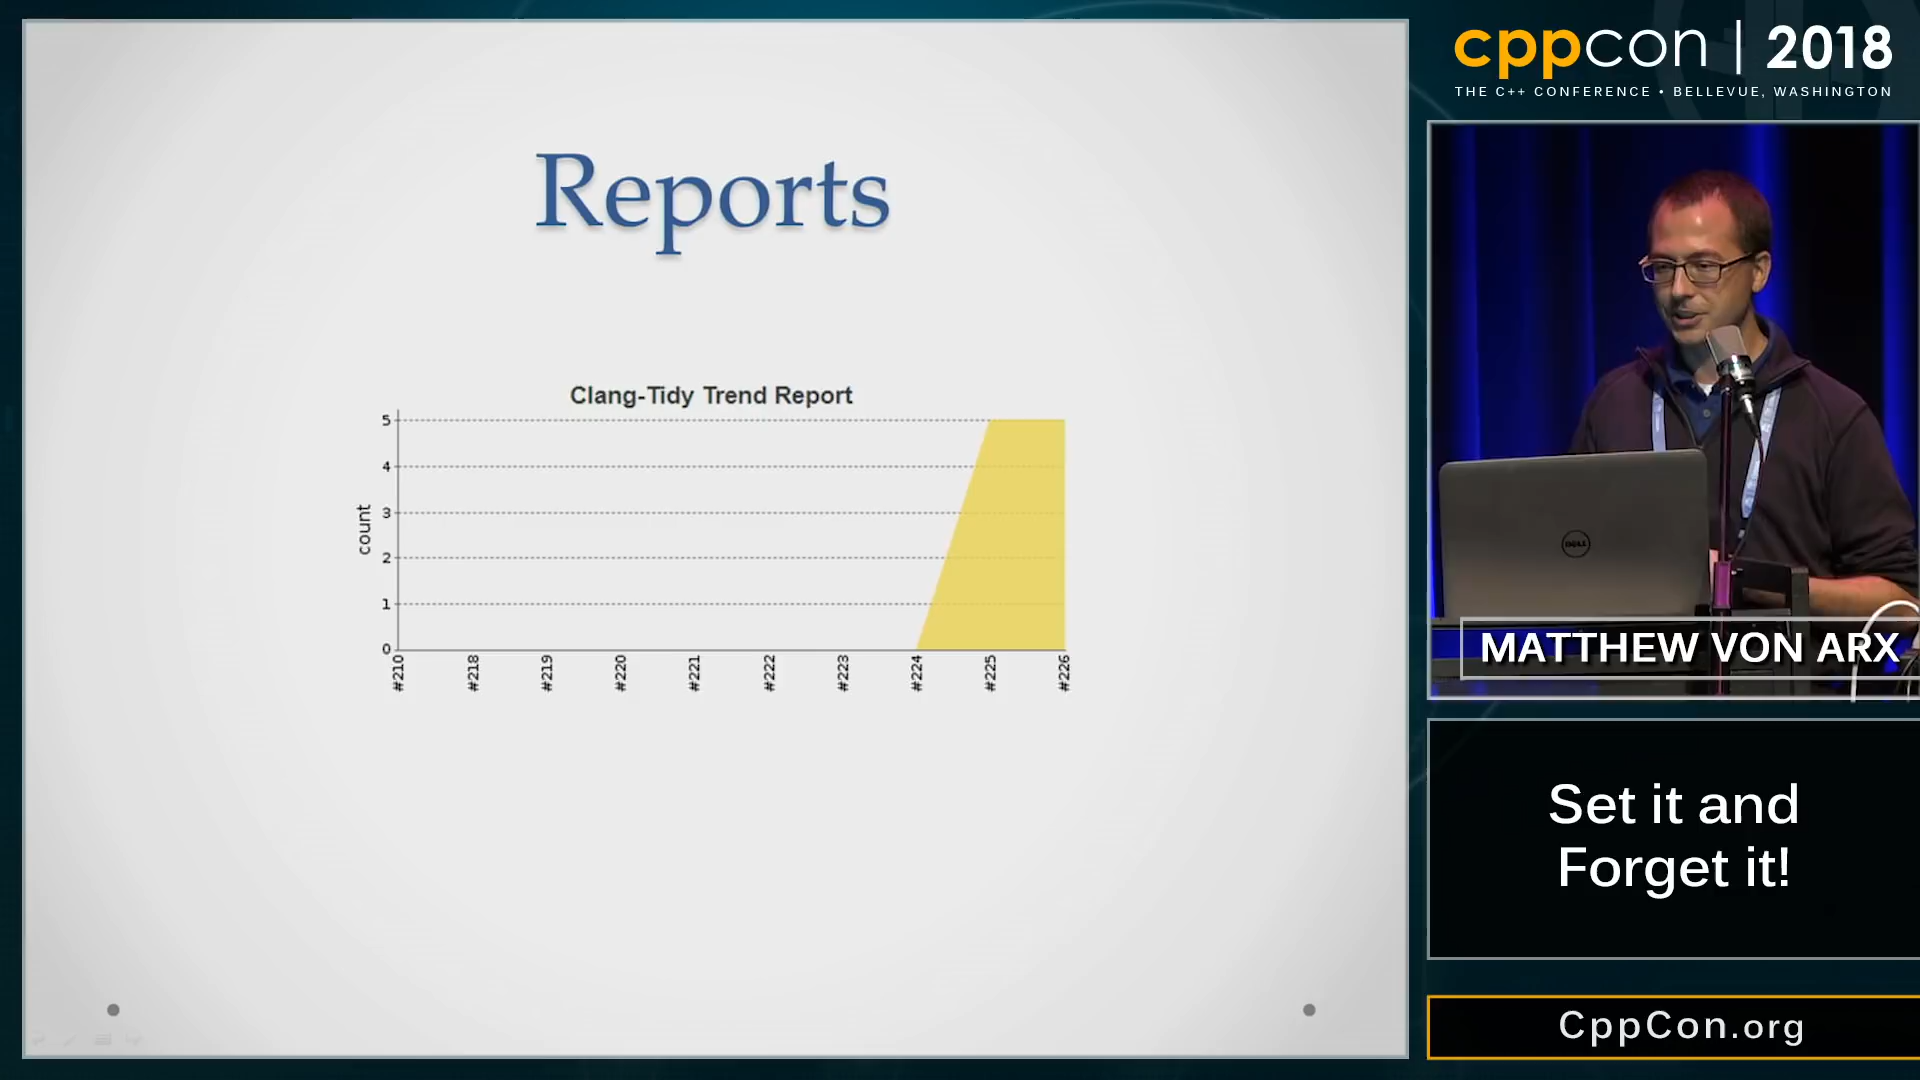 Reports
Clang-Tidy Trend Report
5
4
3
2
1
0
count
#210
#218
#219
#220
#221
#222
#223
#224
#225
#226
cppcon | 2018
THE C++ CONFERENCE • BELLEVUE, WASHINGTON
DELL
MATTHEW VON ARX
Set it and
Forget it!
CppCon.org